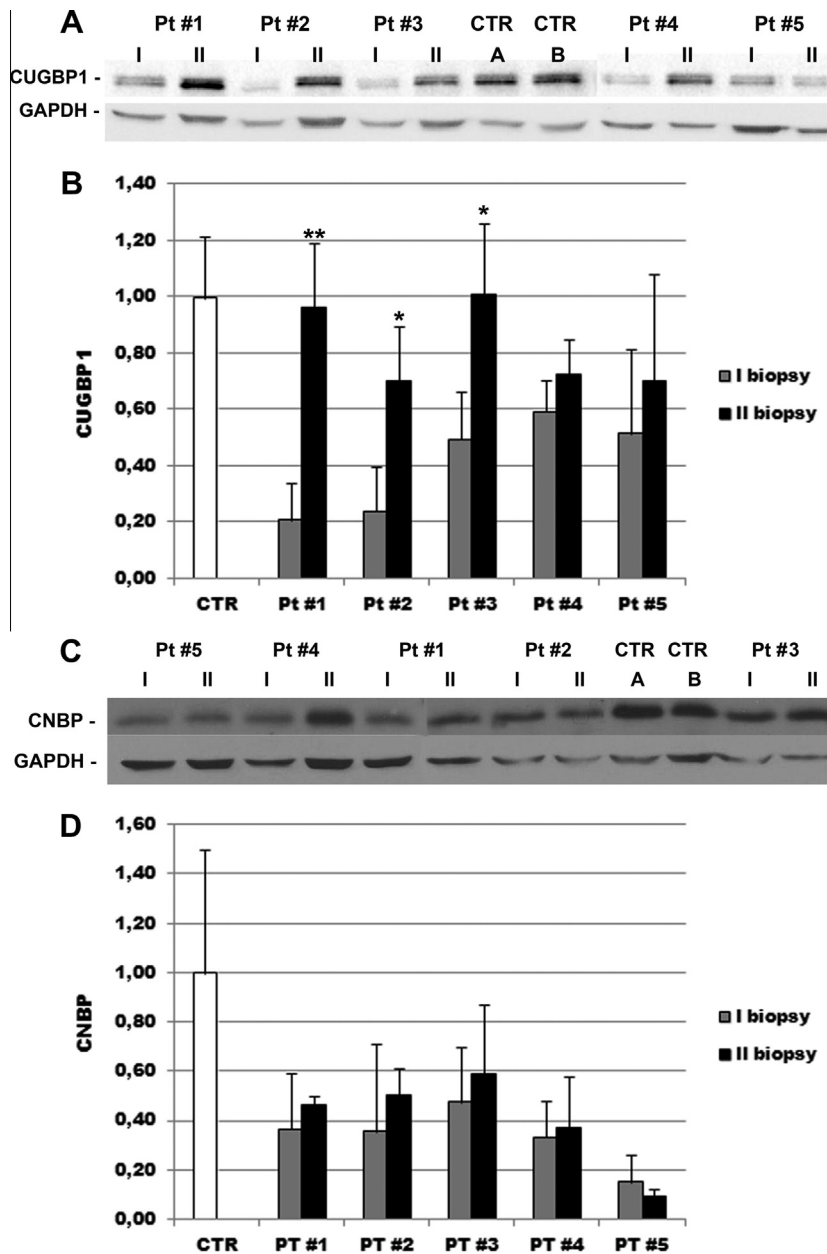 A
Pt #1 Pt #2 Pt #3 CTR CTR Pt #4 Pt #5
I II I II I II A B I II I II
CUGBP1 -
GAPDH -
B
1,40
1,20
1,00
0,80
0,60
0,40
0,20
0,00
CUGBP1
** * *
CTR Pt #1 Pt #2 Pt #3 Pt #4 Pt #5
I biopsy
II biopsy
C
Pt #5 Pt #4 Pt #1 Pt #2 CTR CTR Pt #3
I II I II I II I II A B I II
CNBP -
GAPDH -
D
1,60
1,40
1,20
1,00
0,80
0,60
0,40
0,20
0,00
CNBP
CTR PT #1 PT #2 PT #3 PT #4 PT #5
I biopsy
II biopsy